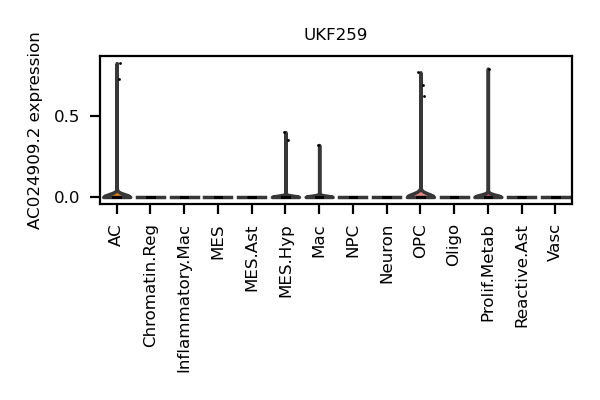 UKF259
AC024909.2 expression
0.5
0.0
AC
Chromatin.Reg
Inflammatory.Mac
MES
MES.Ast
MES.Hyp
Mac
NPC
Neuron
OPC
Oligo
Prolif.Metab
Reactive.Ast
Vasc